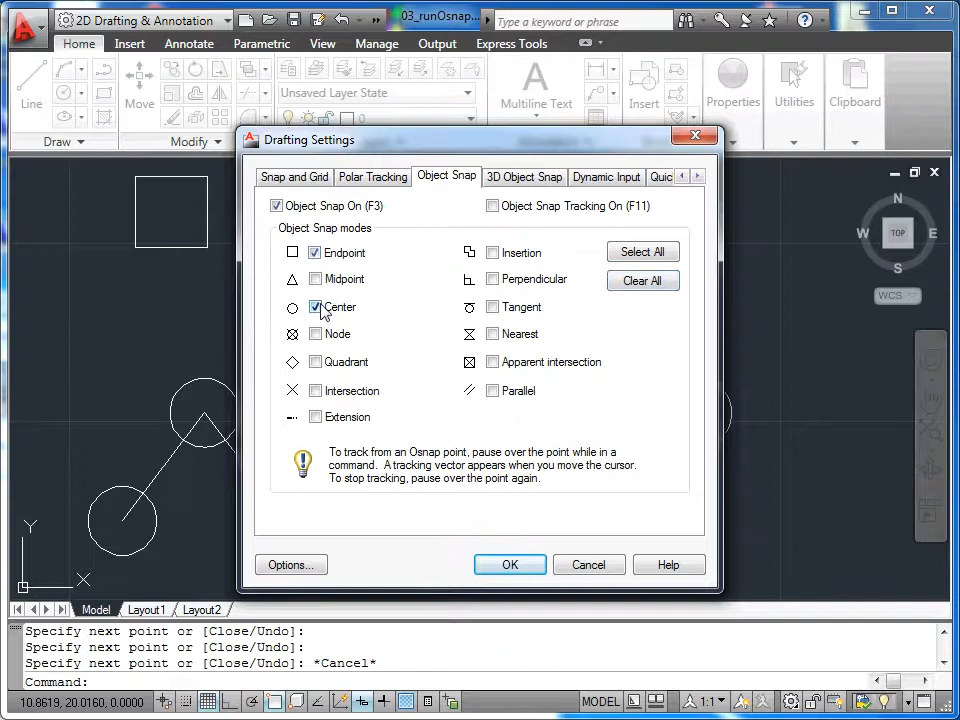 2D Drafting & Annotation
03_runOsnap...
Type a keyword or phrase
Home Insert Annotate Parametric View Manage Output Express Tools
Line
Move
Unsaved Layer State
0
Multiline Text
Insert
Properties
Utilities
Clipboard
Draw
Modify
Drafting Settings
Snap and Grid Polar Tracking Object Snap 3D Object Snap Dynamic Input Quic
Object Snap On (F3) Object Snap Tracking On (F11)
Object Snap modes
Endpoint Insertion Select All
Midpoint Perpendicular Clear All
Center Tangent
Node Nearest
Quadrant Apparent intersection
Intersection Parallel
Extension
To track from an Osnap point, pause over the point while in a
command. A tracking vector appears when you move the cursor.
To stop tracking, pause over the point again.
Options... OK Cancel Help
N
W TOP E
S
WCS
Y
X
Model Layout1 Layout2
Specify next point or [Close/Undo]:
Specify next point or [Close/Undo]:
Specify next point or [Close/Undo]: *Cancel*
Command:
10.8619, 20.0160, 0.0000 MODEL 1:1